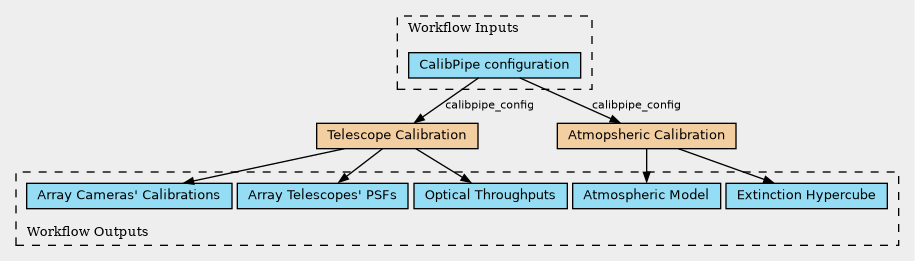 Workflow Inputs
CalibPipe configuration
calibpipe_config
calibpipe_config
Telescope Calibration
Atmopsheric Calibration
Array Cameras' Calibrations
Array Telescopes' PSFs
Optical Throughputs
Atmospheric Model
Extinction Hypercube
Workflow Outputs